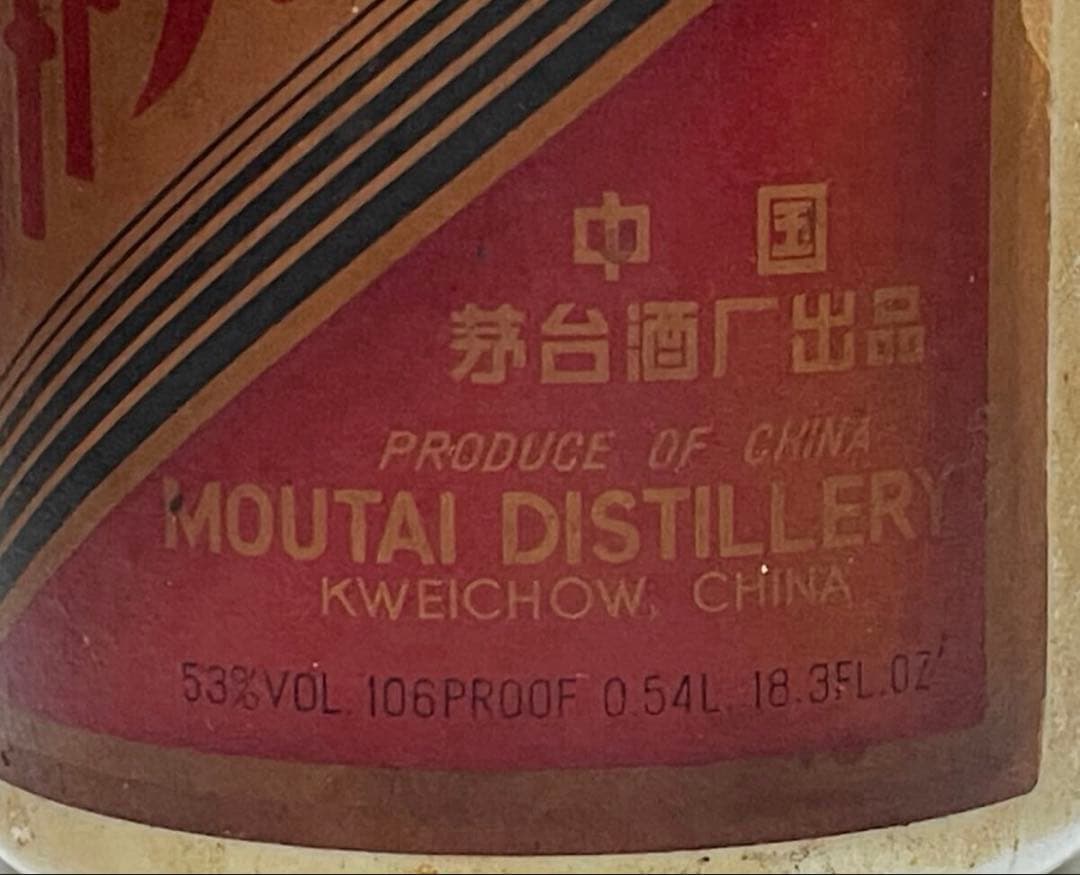 中国
茅台酒厂出品
PRODUCE OF CHINA
MOUTAI DISTILLERY
KWEICHOW, CHINA
53%VOL. 106PROOF 0.54L. 18.3FL.OZ